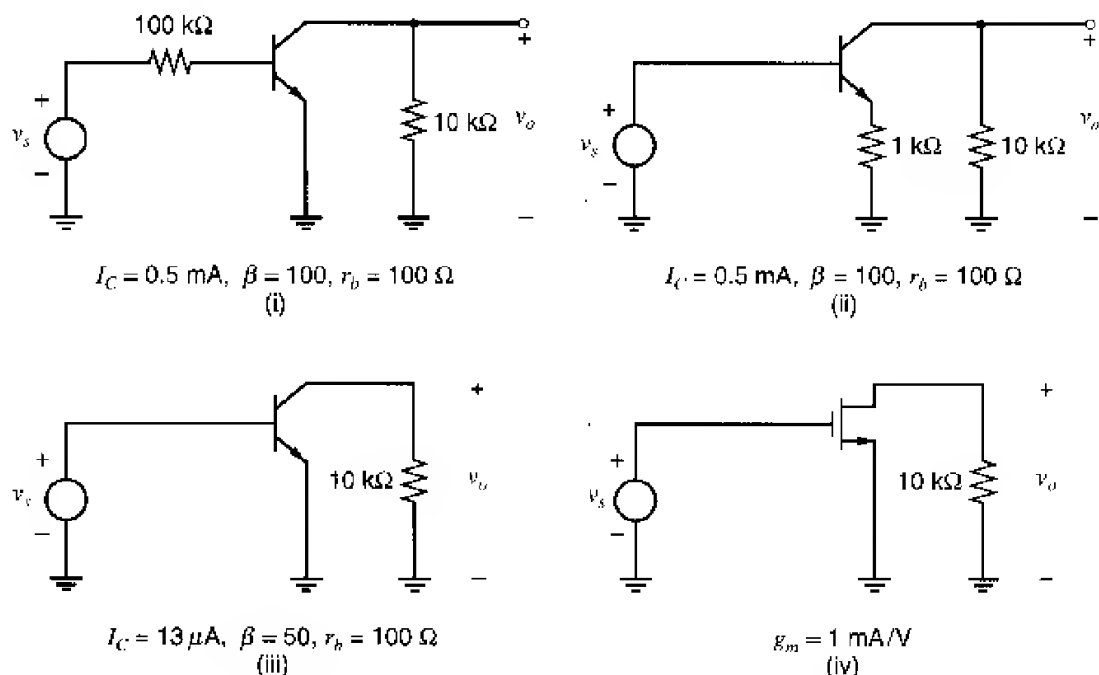 100 kΩ
+
+
+
+
v_s
10 kΩ
v_o
v_s
1 kΩ
10 kΩ
v_o
−
−
−
−
I_C = 0.5 mA, β = 100, r_b = 100 Ω
(i)
I_C = 0.5 mA, β = 100, r_b = 100 Ω
(ii)
+
+
+
+
v_s
10 kΩ
v_o
v_s
10 kΩ
v_o
−
−
−
−
I_C = 13 μA, β = 50, r_b = 100 Ω
(iii)
g_m = 1 mA/V
(iv)